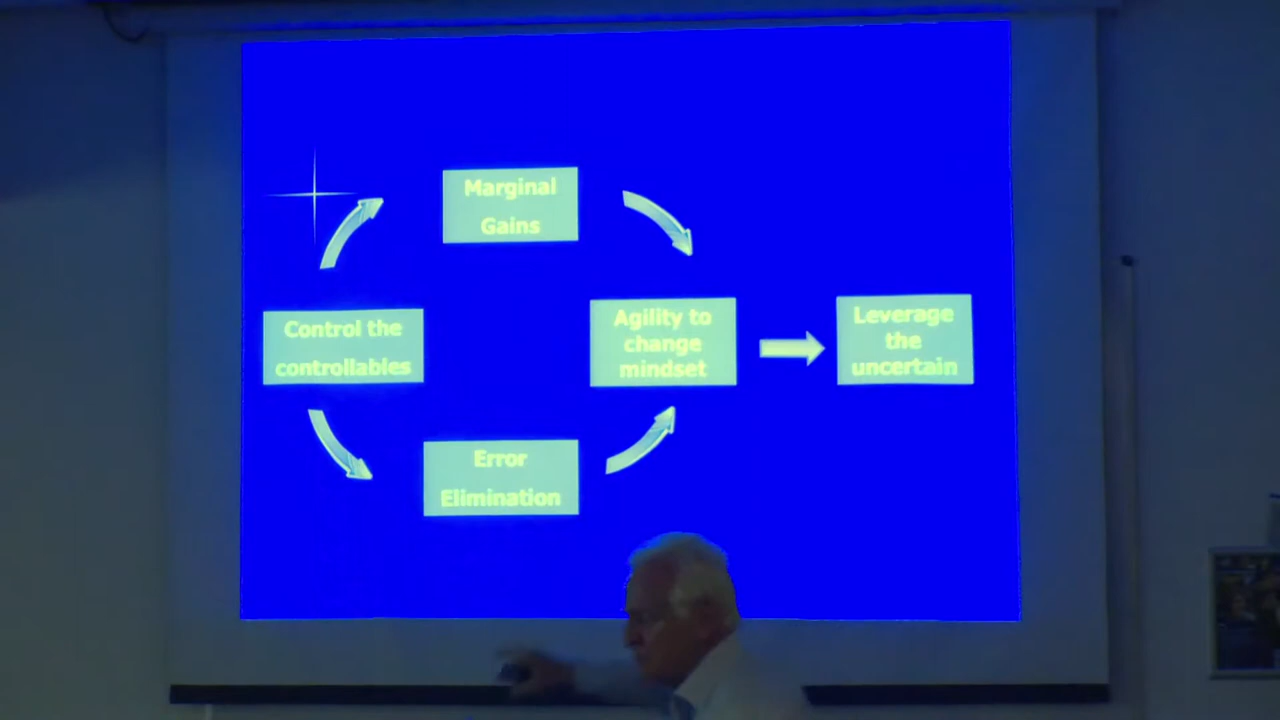 Marginal
Gains
Control the
controllables
Agility to
change
mindset
Leverage
the
uncertain
Error
Elimination